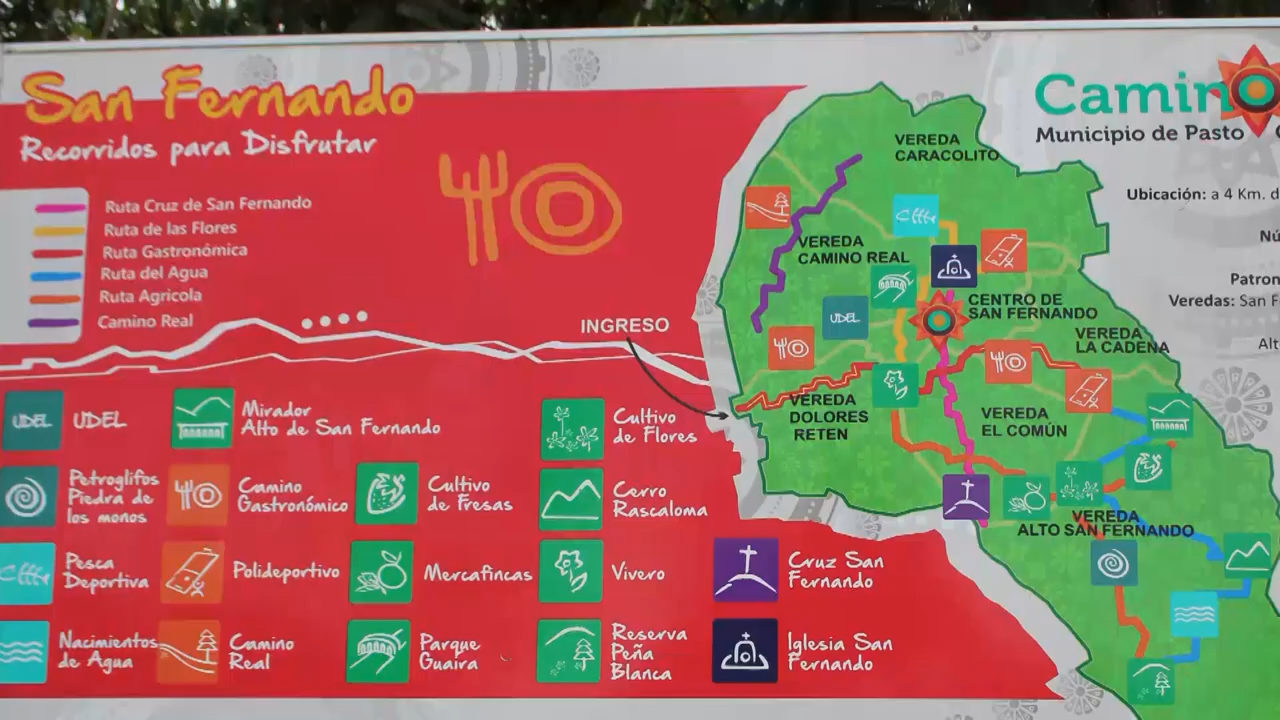 San Fernando
Recorridos para Disfrutar
Ruta Cruz de San Fernando
Ruta de las Flores
Ruta Gastronómica
Ruta del Agua
Ruta Agricola
Camino Real
INGRESO
UDEL
UDEL
Mirador
Alto de San Fernando
Cultivo
de Flores
Petroglifos
Piedra de
los monos
Camino
Gastronómico
Cultivo
de Fresas
Cerro
Rascaloma
Pesca
Deportiva
Polideportivo
Mercafincas
Vivero
Cruz San
Fernando
Nacimientos
de Agua
Camino
Real
Parque
Guaira
Reserva
Peña
Blanca
Iglesia San
Fernando
VEREDA
CARACOLITO
VEREDA
CAMINO REAL
UDEL
CENTRO DE
SAN FERNANDO
VEREDA
LA CADENA
VEREDA
DOLORES
RETEN
VEREDA
EL COMÚN
VEREDA
ALTO SAN FERNANDO
Camino
Municipio de Pasto
Ubicación: a 4 Km. d
Nú
Patron
Veredas: San F
Alt